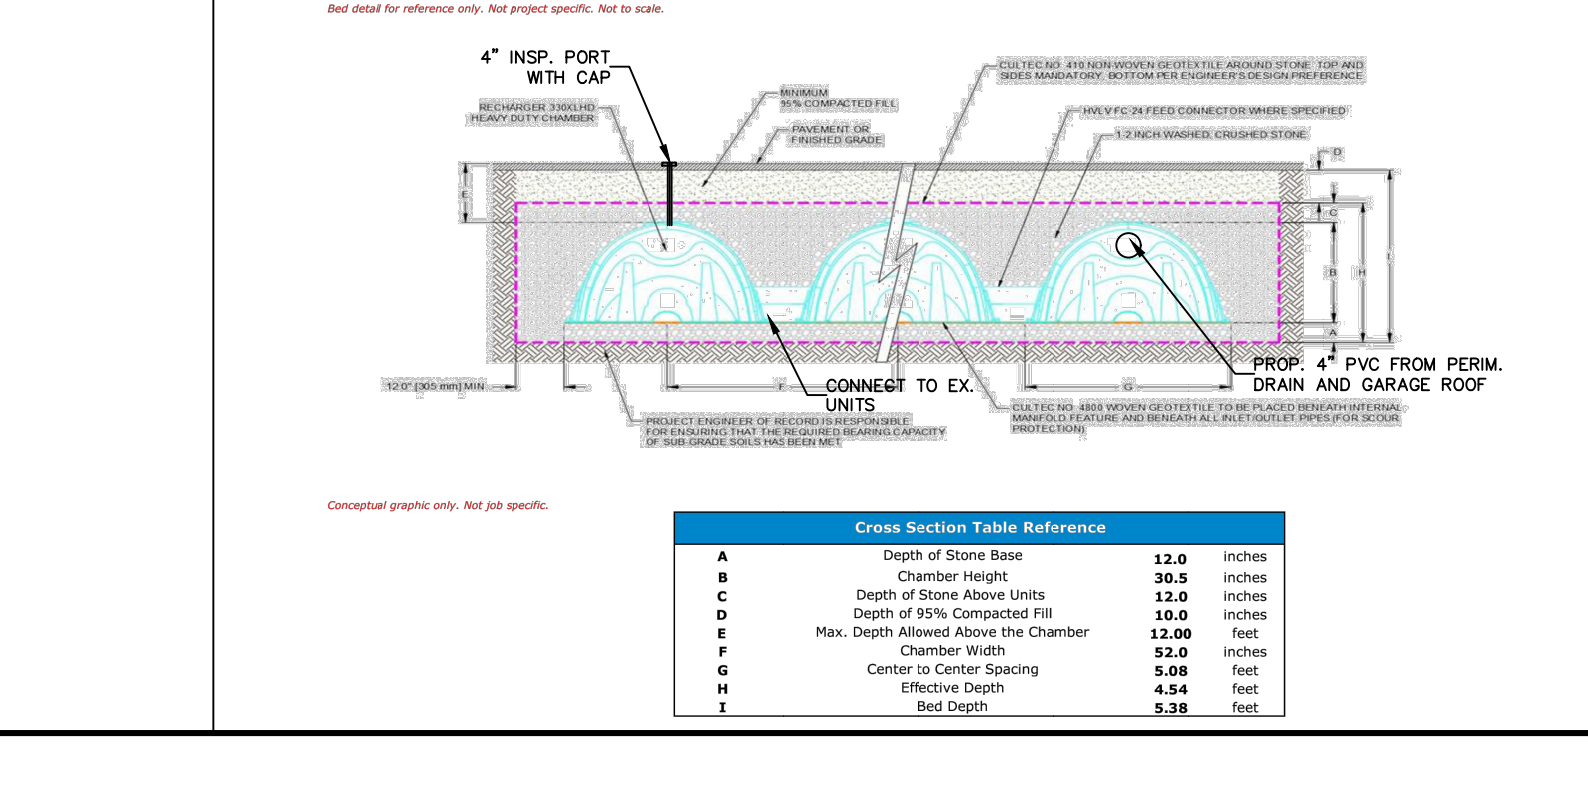 Bed detail for reference only. Not project specific. Not to scale.
4" INSP. PORT
WITH CAP
RECHARGER 330XLHD
HEAVY DUTY CHAMBER
MINIMUM
95% COMPACTED FILL
PAVEMENT OR
FINISHED GRADE
CULTEC NO. 410 NON-WOVEN GEOTEXTILE AROUND STONE. TOP AND
SIDES MANDATORY, BOTTOM PER ENGINEER'S DESIGN PREFERENCE
HVLV FC-24 FEED CONNECTOR WHERE SPECIFIED
1-2 INCH WASHED, CRUSHED STONE
D
E
C
B
H
I
A
12.0" [305 mm] MIN
F
G
CONNECT TO EX.
UNITS
PROP. 4" PVC FROM PERIM.
DRAIN AND GARAGE ROOF
PROJECT ENGINEER OF RECORD IS RESPONSIBLE
FOR ENSURING THAT THE REQUIRED BEARING CAPACITY
OF SUB-GRADE SOILS HAS BEEN MET
CULTEC NO. 4800 WOVEN GEOTEXTILE TO BE PLACED BENEATH INTERNAL
MANIFOLD FEATURE AND BENEATH ALL INLET/OUTLET PIPES (FOR SCOUR
PROTECTION)
Conceptual graphic only. Not job specific.
Cross Section Table Reference
A Depth of Stone Base 12.0 inches
B Chamber Height 30.5 inches
C Depth of Stone Above Units 12.0 inches
D Depth of 95% Compacted Fill 10.0 inches
E Max. Depth Allowed Above the Chamber 12.00 feet
F Chamber Width 52.0 inches
G Center to Center Spacing 5.08 feet
H Effective Depth 4.54 feet
I Bed Depth 5.38 feet